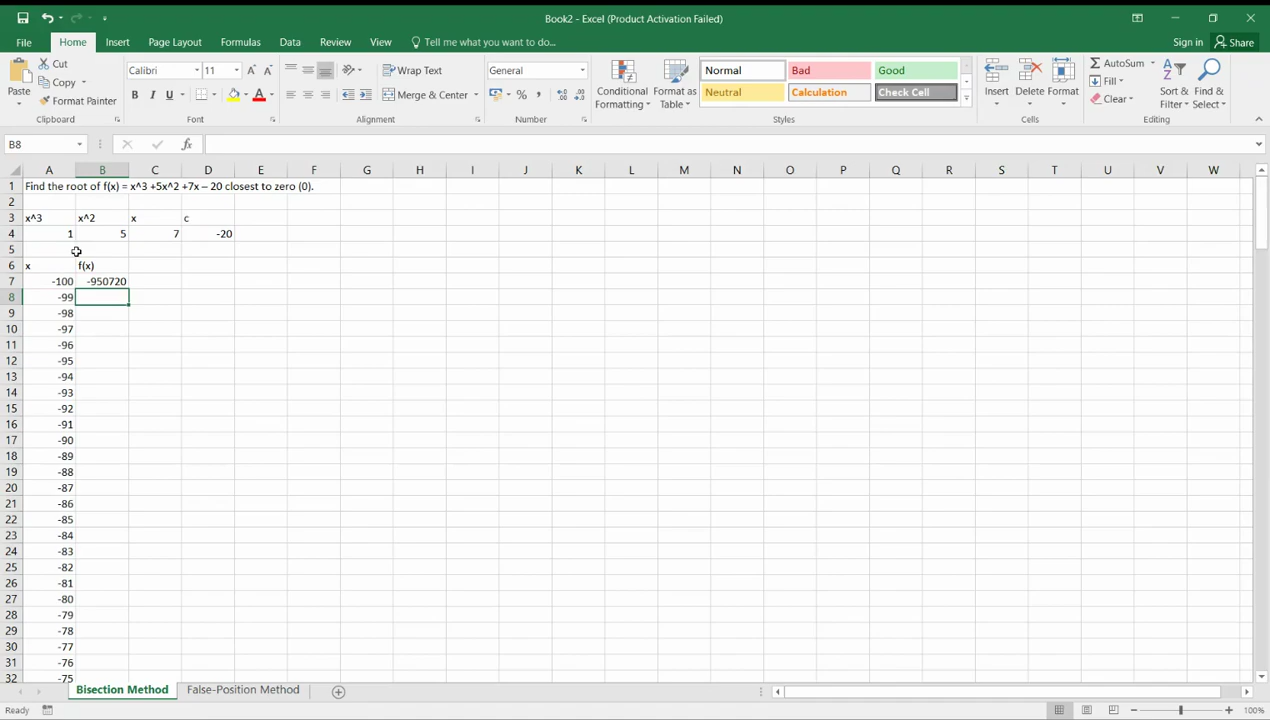 Book2 - Excel (Product Activation Failed)
File Home Insert Page Layout Formulas Data Review View Tell me what you want to do... Sign in Share
Paste
Cut
Copy
Format Painter
Clipboard
Calibri 11
B I U
Font
Wrap Text
Merge & Center
Alignment
General
$ % ,
Number
Conditional Formatting
Format as Table
Normal Bad Good
Neutral Calculation Check Cell
Styles
Insert Delete Format
Cells
AutoSum
Fill
Clear
Sort & Filter
Find & Select
Editing
B8 fx
A B C D E F G H I J K L M N O P Q R S T U V W
1 Find the root of f(x) = x^3 +5x^2 +7x – 20 closest to zero (0).
2
3 x^3 x^2 x c
4 1 5 7 -20
5
6 x f(x)
7 -100 -950720
8 -99
9 -98
10 -97
11 -96
12 -95
13 -94
14 -93
15 -92
16 -91
17 -90
18 -89
19 -88
20 -87
21 -86
22 -85
23 -84
24 -83
25 -82
26 -81
27 -80
28 -79
29 -78
30 -77
31 -76
32 -75
Bisection Method False-Position Method
Ready 100%